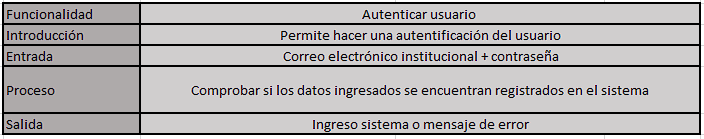 Funcionalidad Autenticar usuario
Introducción Permite hacer una autentificación del usuario
Entrada Correo electrónico institucional + contraseña
Proceso Comprobar si los datos ingresados se encuentran registrados en el sistema
Salida Ingreso sistema o mensaje de error